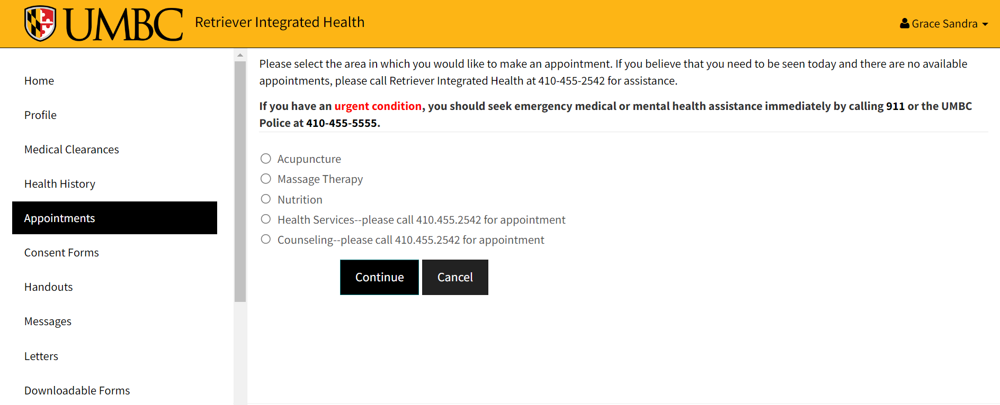 UMBC Retriever Integrated Health
Grace Sandra
Home
Profile
Medical Clearances
Health History
Appointments
Consent Forms
Handouts
Messages
Letters
Downloadable Forms
Please select the area in which you would like to make an appointment. If you believe that you need to be seen today and there are no available
appointments, please call Retriever Integrated Health at 410-455-2542 for assistance.
If you have an urgent condition, you should seek emergency medical or mental health assistance immediately by calling 911 or the UMBC
Police at 410-455-5555.
Acupuncture
Massage Therapy
Nutrition
Health Services--please call 410.455.2542 for appointment
Counseling--please call 410.455.2542 for appointment
Continue
Cancel